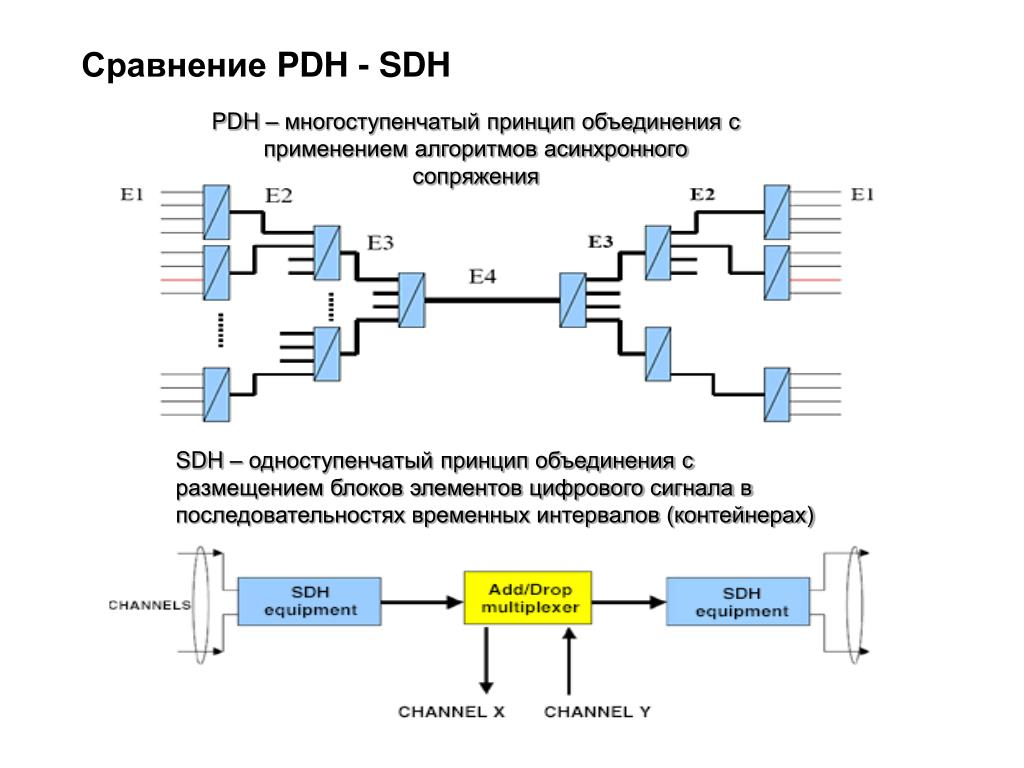 Сравнение PDH - SDH
PDH – многоступенчатый принцип объединения с
применением алгоритмов асинхронного
сопряжения
E1
E2
E2
E1
E3
E3
E4
SDH – одноступенчатый принцип объединения с
размещением блоков элементов цифрового сигнала в
последовательностях временных интервалов (контейнерах)
CHANNELS
SDH
equipment
Add/Drop
multiplexer
SDH
equipment
CHANNEL X
CHANNEL Y